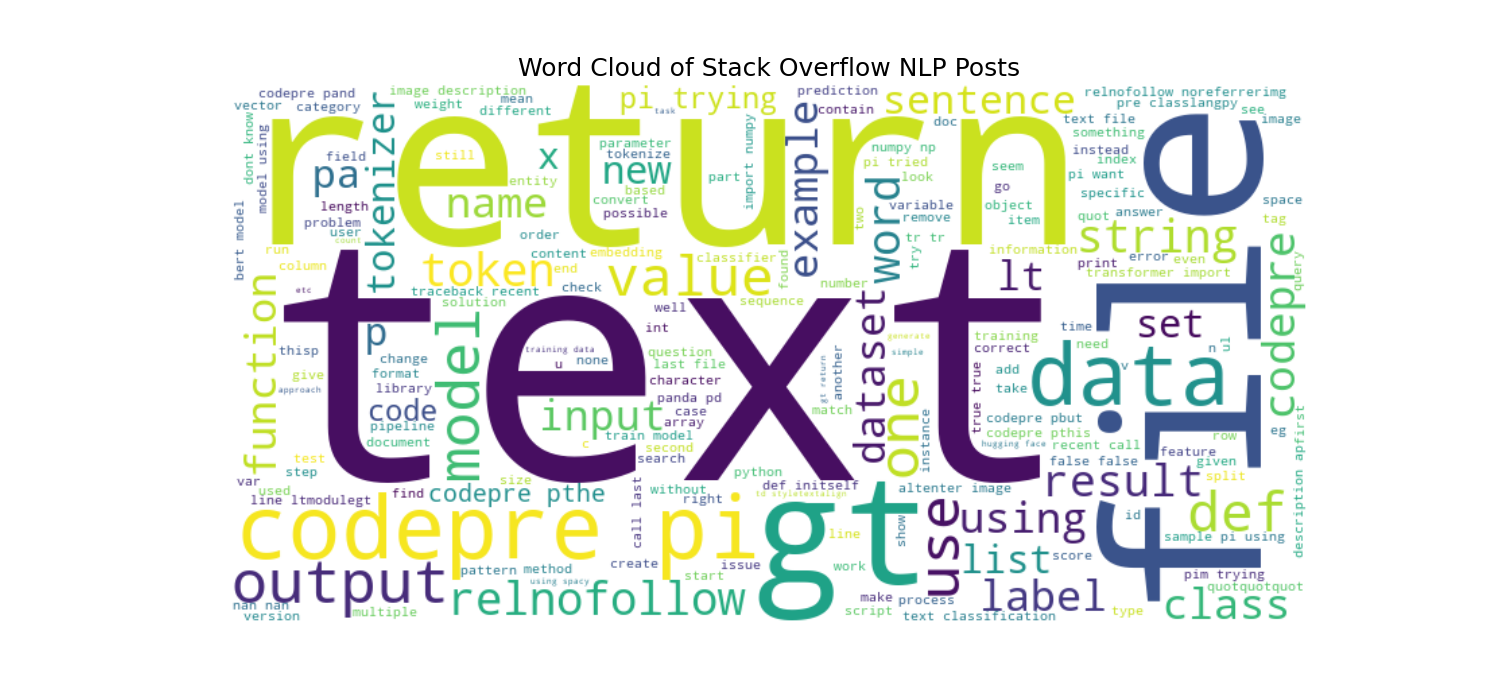 Word Cloud of Stack Overflow NLP Posts
codepre pand
image description
vector
category
weight
mean
different
task
pi trying
prediction
contain
sentence
relnofollow noreferrerimg
pre classlangpy
see
doc
text file
image
something
dont know
model using
tokenizer
return
file
field
still
pa
length
problem
user
x
parameter
tokenize
new
entity
based
convert
possible
name
part
import numpy
example
numpy np
pi tried
look
seem
go
instead
index
pi want
specific
word
variable
remove
object
item
two
quot
answer
space
tag
bert model
run
count
column
order
content
embedding
end
token
classifier
value
found
tr tr
try
information
string
print
error
even
transformer import
query
codepre
function
etc
traceback recent
solution
check
sequence
number
lt
text
well
int
p
thisp
change
format
give
approach
library
model
training data
u
none
question
last file
character
panda pd
case
array
another
gt return
dataset
generate
simple
training
correct
time
need
set
n
ul
v
add
take
data
true true
code
pipeline
document
input
c
train model
second
search
match
one
instance
codepre pbut
codepre pthis
hugging face
recent call
eg
row
description apfirst
test
step
var
used
line ltmodulegt
find
size
codepre pthe
python
without
right
def initself
td styletextalign
altenter image
false false
feature
given
split
result
codepre pi
call last
gt
line
show
use
using
id
def
sample pi using
output
pattern
method
using spacy
create
issue
start
work
list
score
pim trying
quotquotquot
nan nan
version
multiple
relnofollow
make
process
script
text classification
label
type
class